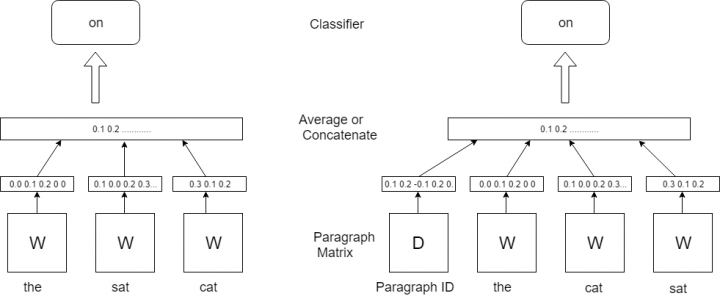 on
Classifier
on
Average or
Concatenate
0.1 0.2 ............
0.1 0.2 ............
0.0 0.1 0.2 0 0
0.1 0.0 0.2 0.3...
0.3 0.1 0.2
0.1 0.2 -0.1 0.2 0.
0.0 0.1 0.2 0 0
0.1 0.0 0.2 0.3...
0.3 0.1 0.2
W
W
W
Paragraph
Matrix
D
W
W
W
the
sat
cat
Paragraph ID
the
cat
sat